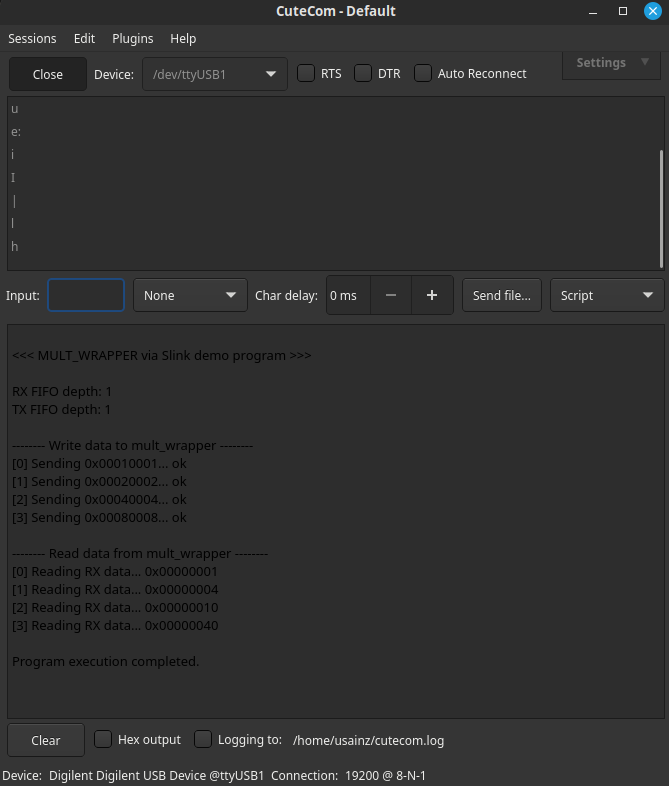 CuteCom - Default
Sessions Edit Plugins Help
Close Device: /dev/ttyUSB1 RTS DTR Auto Reconnect Settings
u
e:
i
I
|
l
h
Input: None Char delay: 0 ms − + Send file... Script
<<< MULT_WRAPPER via Slink demo program >>>
RX FIFO depth: 1
TX FIFO depth: 1
-------- Write data to mult_wrapper --------
[0] Sending 0x00010001... ok
[1] Sending 0x00020002... ok
[2] Sending 0x00040004... ok
[3] Sending 0x00080008... ok
-------- Read data from mult_wrapper --------
[0] Reading RX data... 0x00000001
[1] Reading RX data... 0x00000004
[2] Reading RX data... 0x00000010
[3] Reading RX data... 0x00000040
Program execution completed.
Clear Hex output Logging to: /home/usainz/cutecom.log
Device: Digilent Digilent USB Device @ttyUSB1 Connection: 19200 @ 8-N-1